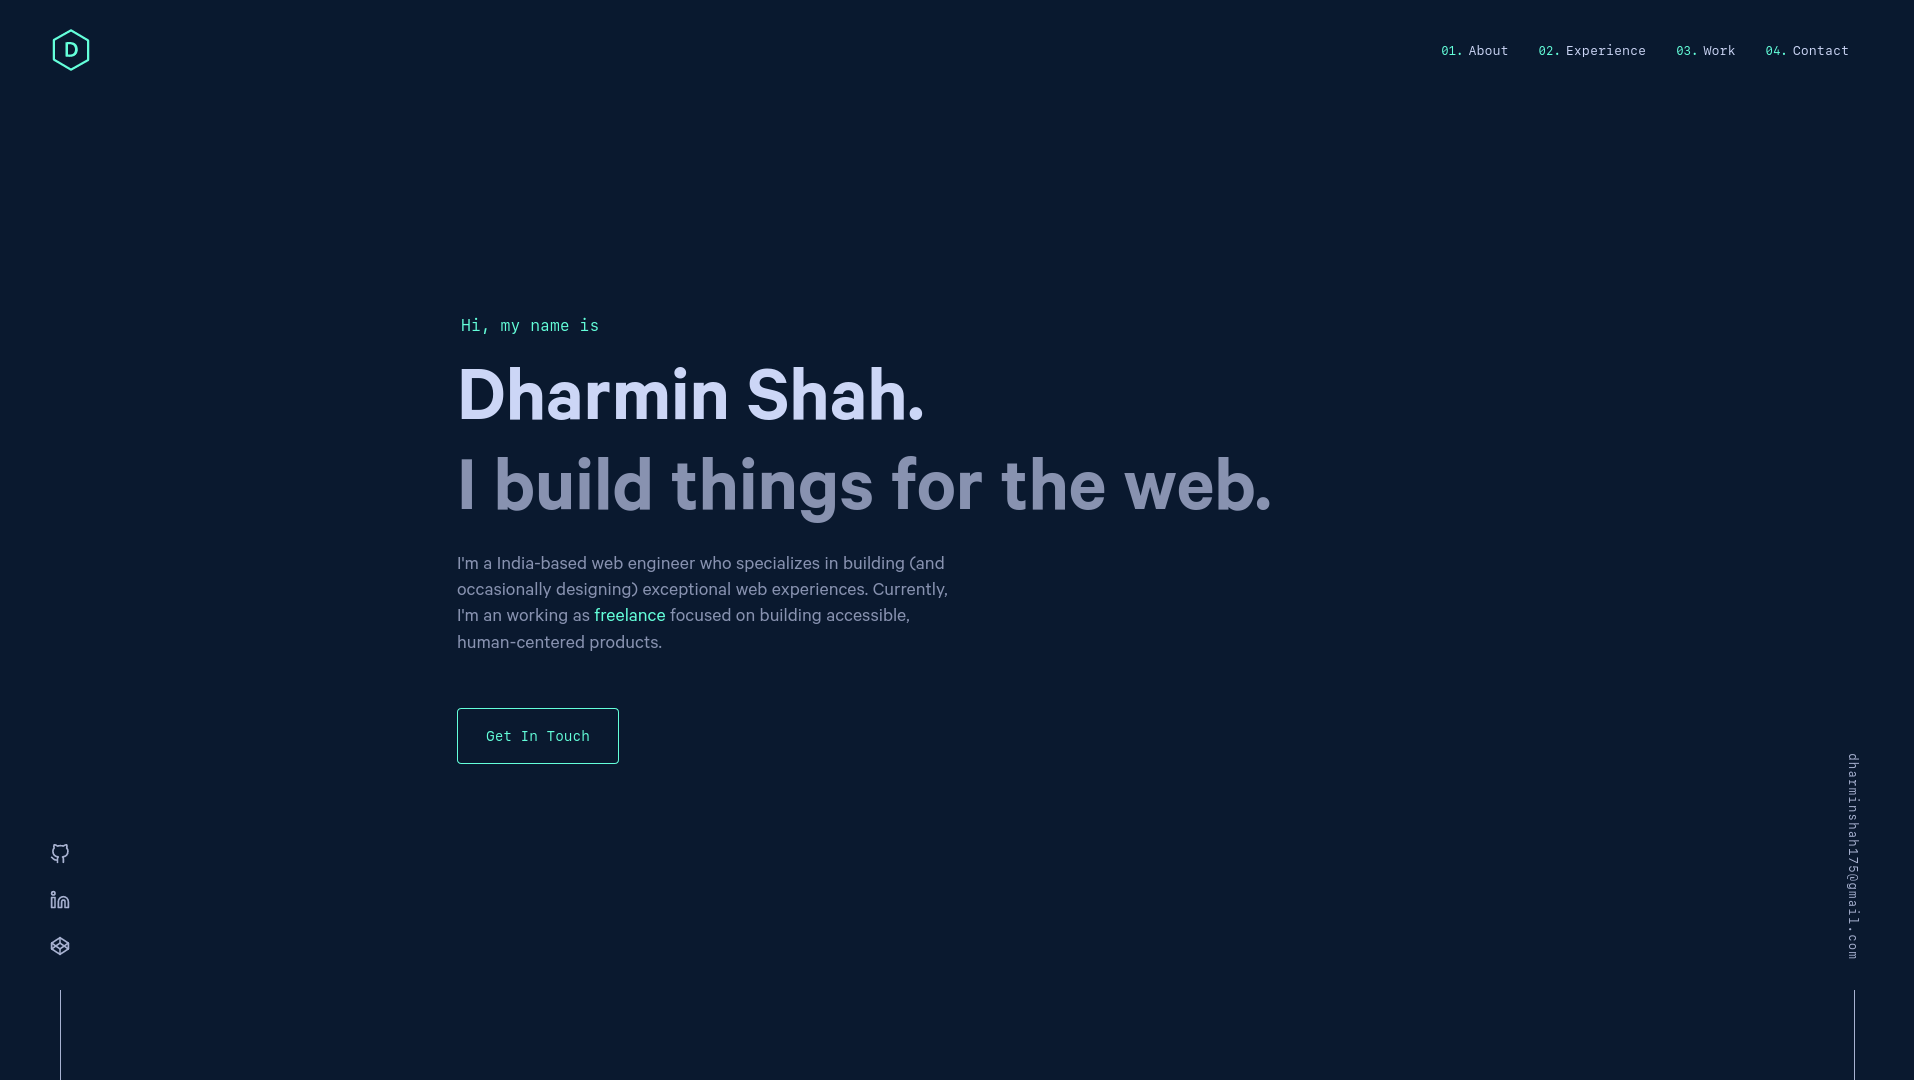 D
01. About
02. Experience
03. Work
04. Contact
Hi, my name is
Dharmin Shah.
I build things for the web.
I'm a India-based web engineer who specializes in building (and
occasionally designing) exceptional web experiences. Currently,
I'm an working as freelance focused on building accessible,
human-centered products.
Get In Touch
dharminshah175@gmail.com